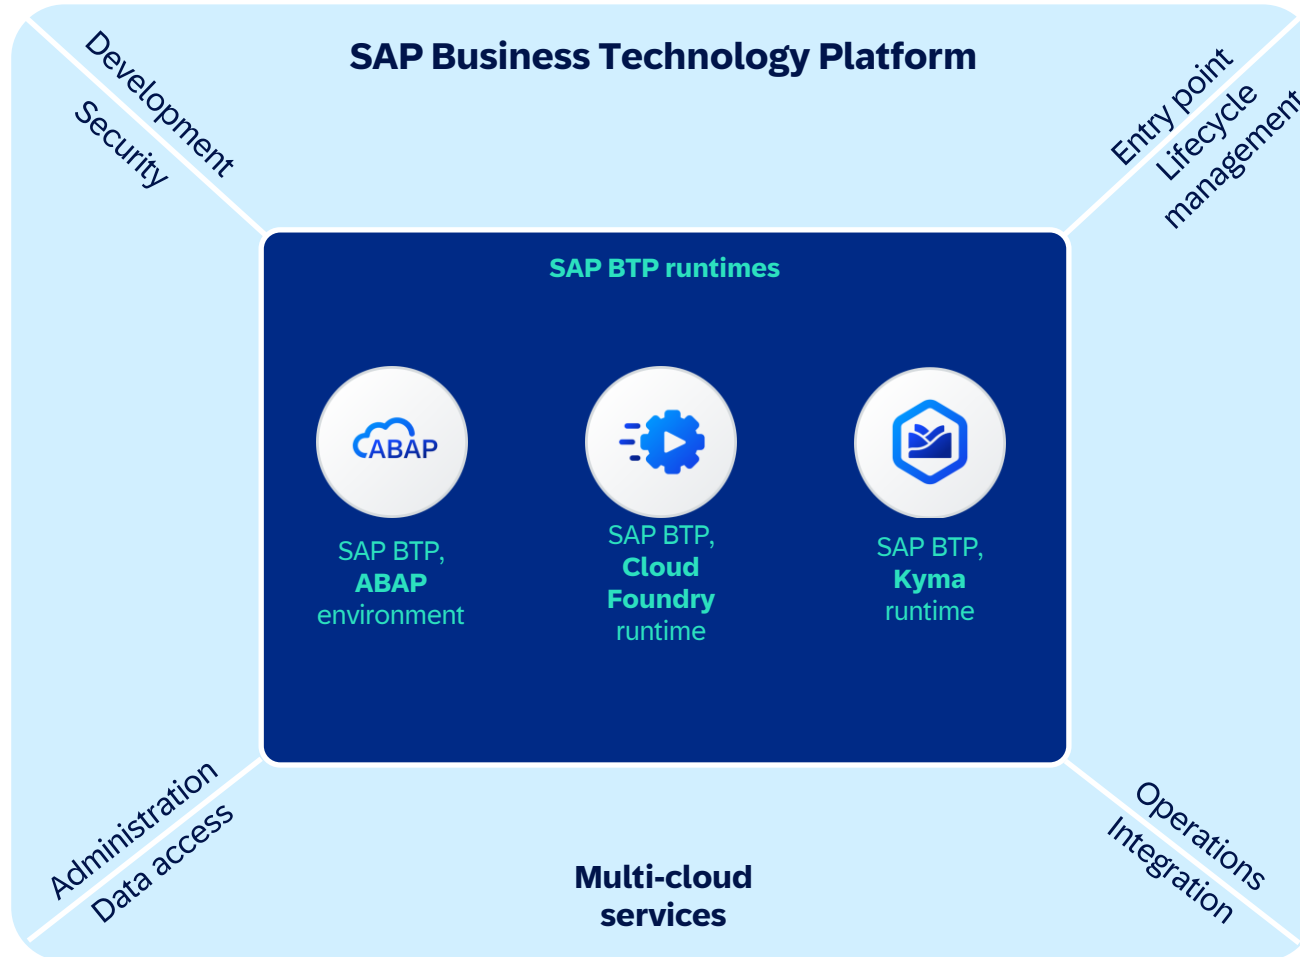 SAP Business Technology Platform
Development
Security
Entry point
Lifecycle
management
SAP BTP runtimes
ABAP
SAP BTP,
ABAP
environment
SAP BTP,
Cloud
Foundry
runtime
SAP BTP,
Kyma
runtime
Administration
Data access
Multi-cloud
services
Operations
Integration